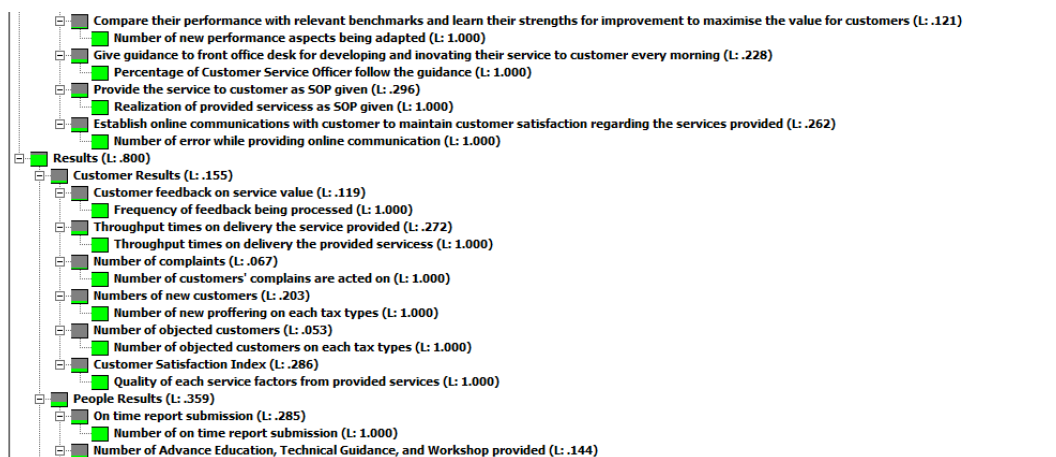 Compare their performance with relevant benchmarks and learn their strengths for improvement to maximise the value for customers (L: .121)
Number of new performance aspects being adapted (L: 1.000)
Give guidance to front office desk for developing and inovating their service to customer every morning (L: .228)
Percentage of Customer Service Officer follow the guidance (L: 1.000)
Provide the service to customer as SOP given (L: .296)
Realization of provided servicess as SOP given (L: 1.000)
Establish online communications with customer to maintain customer satisfaction regarding the services provided (L: .262)
Number of error while providing online communication (L: 1.000)
Results (L: .800)
Customer Results (L: .155)
Customer feedback on service value (L: .119)
Frequency of feedback being processed (L: 1.000)
Throughput times on delivery the service provided (L: .272)
Throughput times on delivery the provided servicess (L: 1.000)
Number of complaints (L: .067)
Number of customers' complains are acted on (L: 1.000)
Numbers of new customers (L: .203)
Number of new proffering on each tax types (L: 1.000)
Number of objected customers (L: .053)
Number of objected customers on each tax types (L: 1.000)
Customer Satisfaction Index (L: .286)
Quality of each service factors from provided services (L: 1.000)
People Results (L: .359)
On time report submission (L: .285)
Number of on time report submission (L: 1.000)
Number of Advance Education, Technical Guidance, and Workshop provided (L: .144)